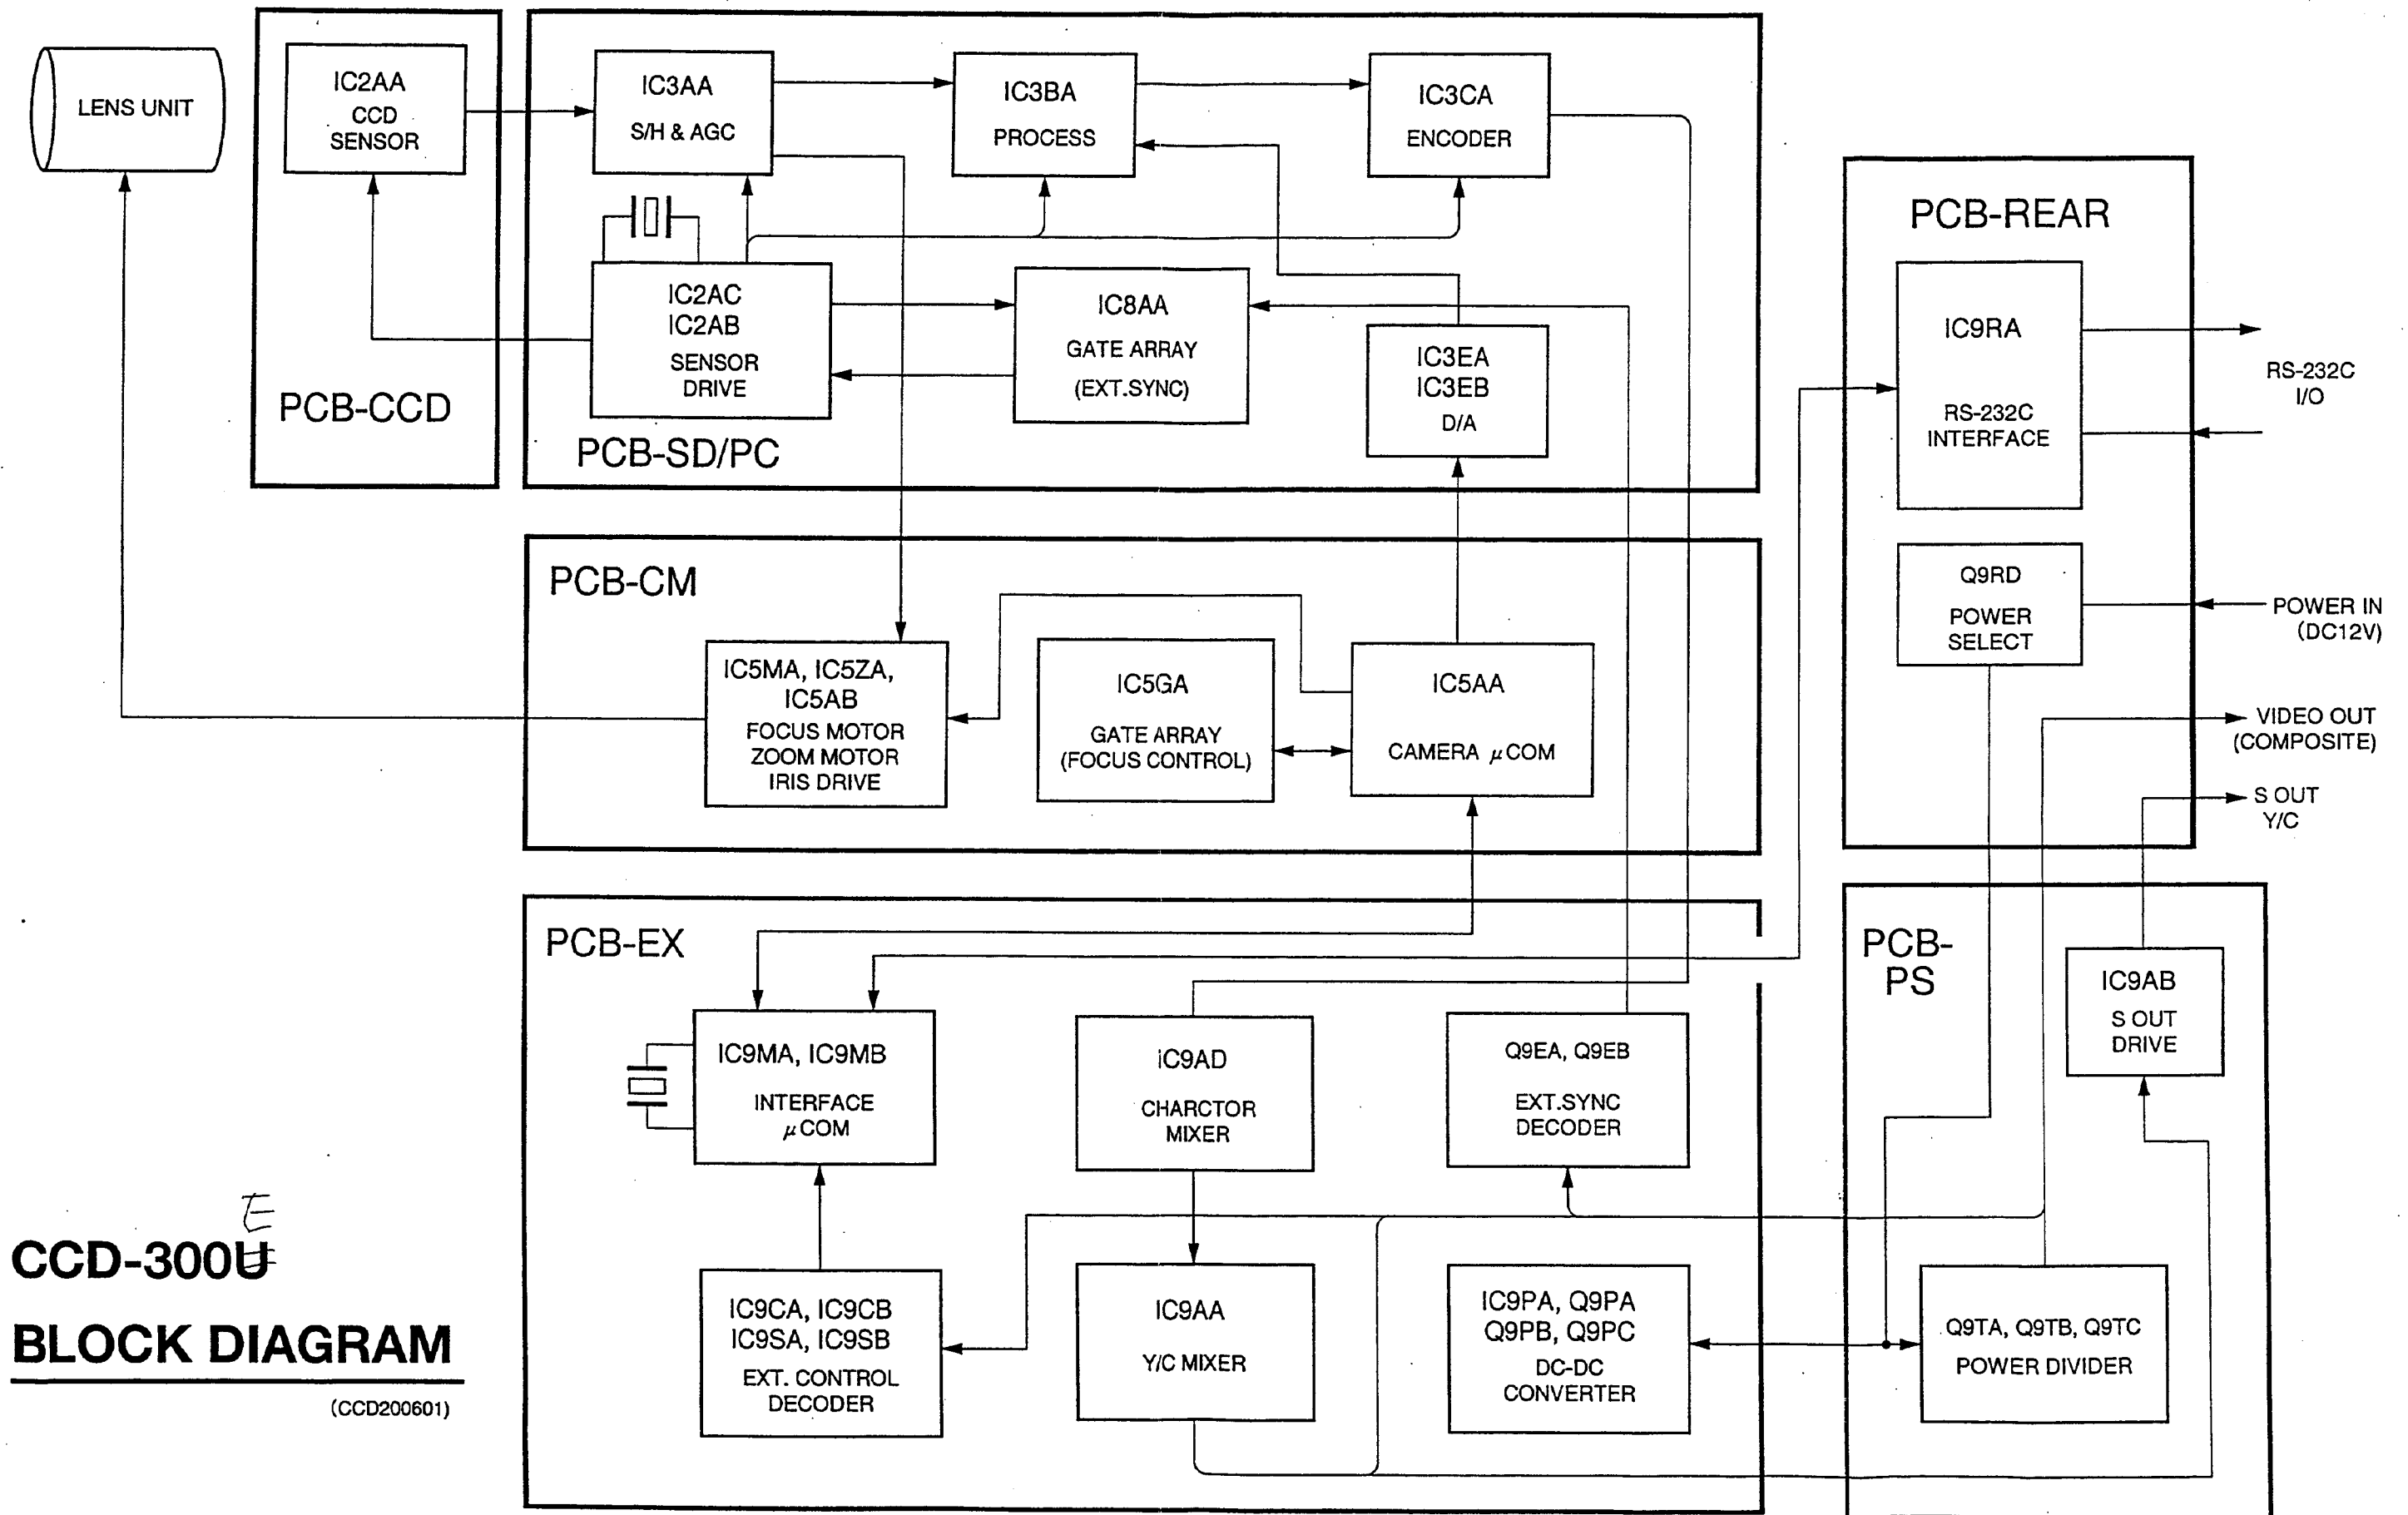 LENS UNIT
IC2AA
CCD
SENSOR
PCB-CCD
IC3AA
S/H & AGC
IC3BA
PROCESS
IC3CA
ENCODER
IC2AC
IC2AB
SENSOR
DRIVE
IC8AA
GATE ARRAY
(EXT.SYNC)
IC3EA
IC3EB
D/A
PCB-SD/PC
PCB-REAR
IC9RA
RS-232C
INTERFACE
RS-232C
I/O
Q9RD
POWER
SELECT
POWER IN
(DC12V)
VIDEO OUT
(COMPOSITE)
S OUT
Y/C
PCB-CM
IC5MA, IC5ZA,
IC5AB
FOCUS MOTOR
ZOOM MOTOR
IRIS DRIVE
IC5GA
GATE ARRAY
(FOCUS CONTROL)
IC5AA
CAMERA μCOM
PCB-EX
IC9MA, IC9MB
INTERFACE
μCOM
iC9AD
CHARCTOR
MIXER
Q9EA, Q9EB
EXT.SYNC
DECODER
IC9CA, IC9CB
IC9SA, IC9SB
EXT. CONTROL
DECODER
IC9AA
Y/C MIXER
IC9PA, Q9PA
Q9PB, Q9PC
DC-DC
CONVERTER
PCB-
PS
IC9AB
S OUT
DRIVE
Q9TA, Q9TB, Q9TC
POWER DIVIDER
E
CCD-300U
BLOCK DIAGRAM
(CCD200601)